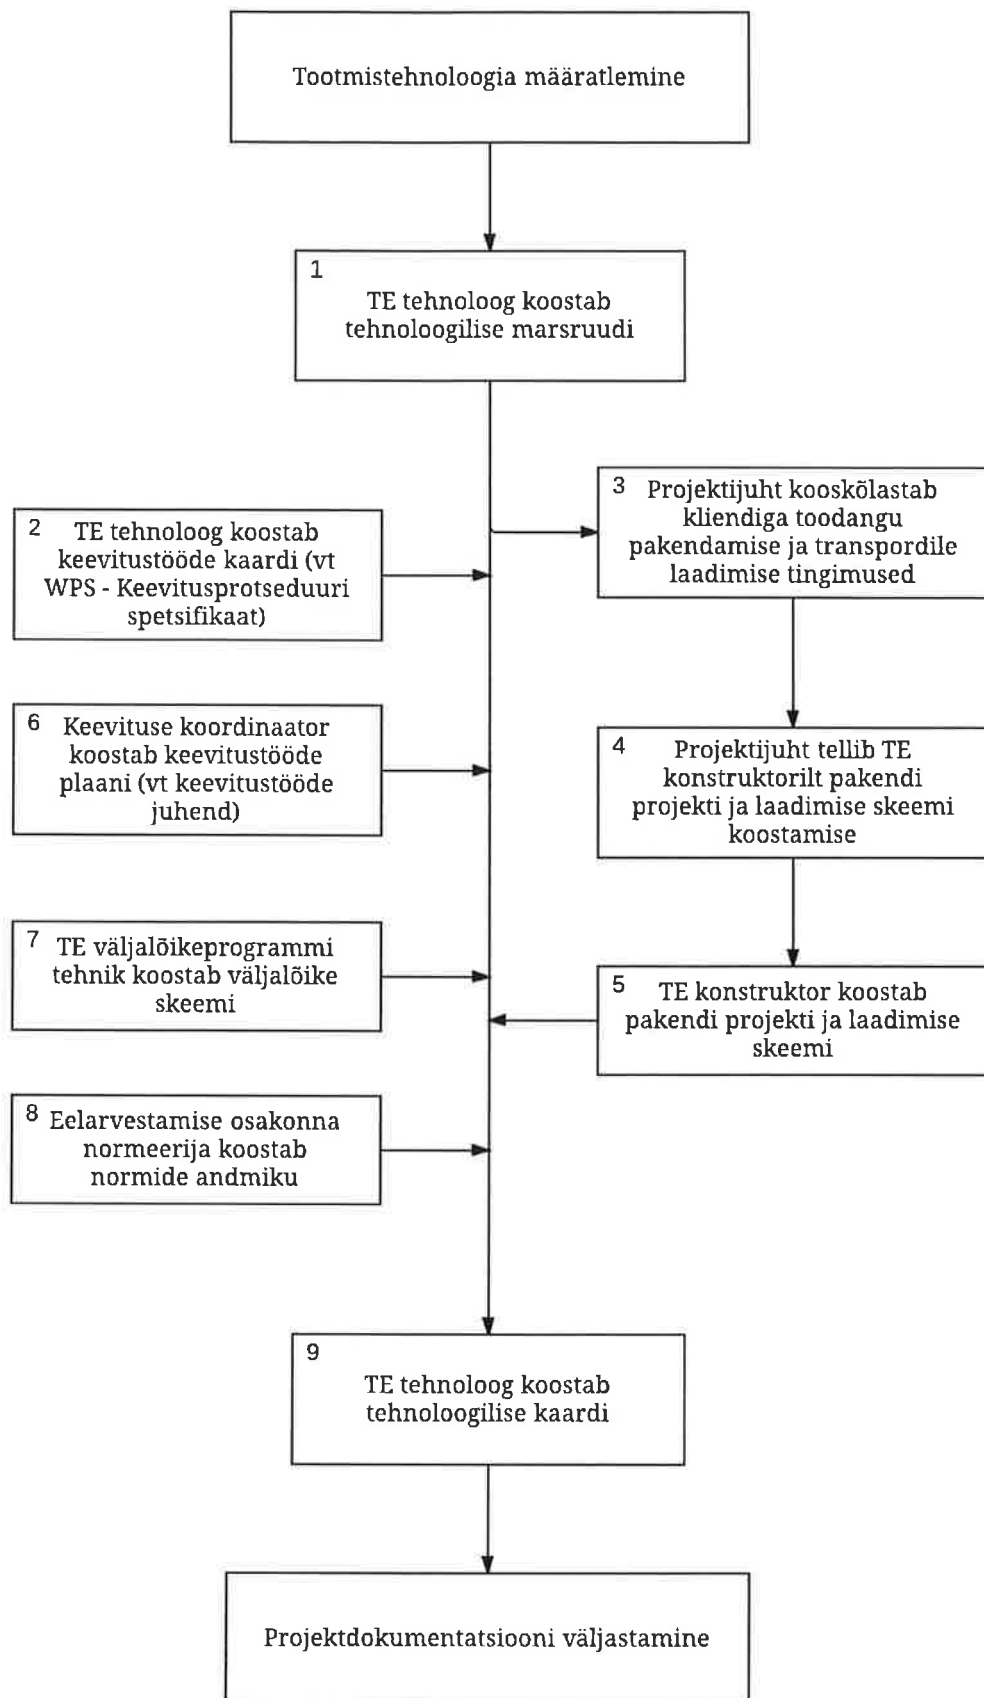 Tootmistehnoloogia määratlemine
1
TE tehnoloog koostab
tehnoloogilise marsruudi
2 TE tehnoloog koostab
keevitustööde kaardi (vt
WPS - Keevitusprotseduuri
spetsifikaat)
3 Projektijuht kooskõlastab
kliendiga toodangu
pakendamise ja transpordile
laadimise tingimused
6 Keevituse koordinaator
koostab keevitustööde
plaani (vt keevitustööde
juhend)
4 Projektijuht tellib TE
konstruktorilt pakendi
projekti ja laadimise skeemi
koostamise
7 TE väljalõikeprogrammi
tehnik koostab väljalõike
skeemi
5 TE konstruktor koostab
pakendi projekti ja laadimise
skeemi
8 Eelarvestamise osakonna
normeerija koostab
normide andmiku
9
TE tehnoloog koostab
tehnoloogilise kaardi
Projektdokumentatsiooni väljastamine